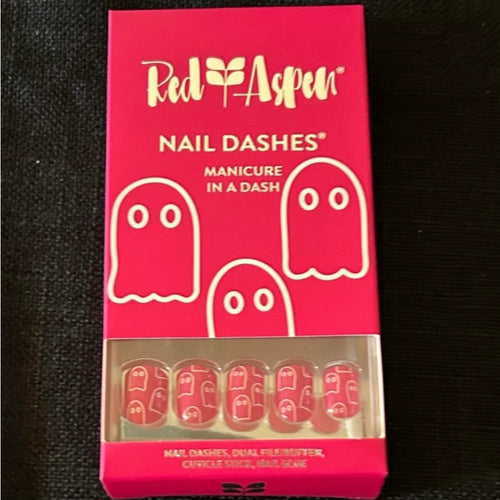 Red Aspen®
NAIL DASHES®
MANICURE
IN A DASH
NAIL DASHES, DUAL FILE/BUFFER,
CUTICLE STICK, NAIL GLUE